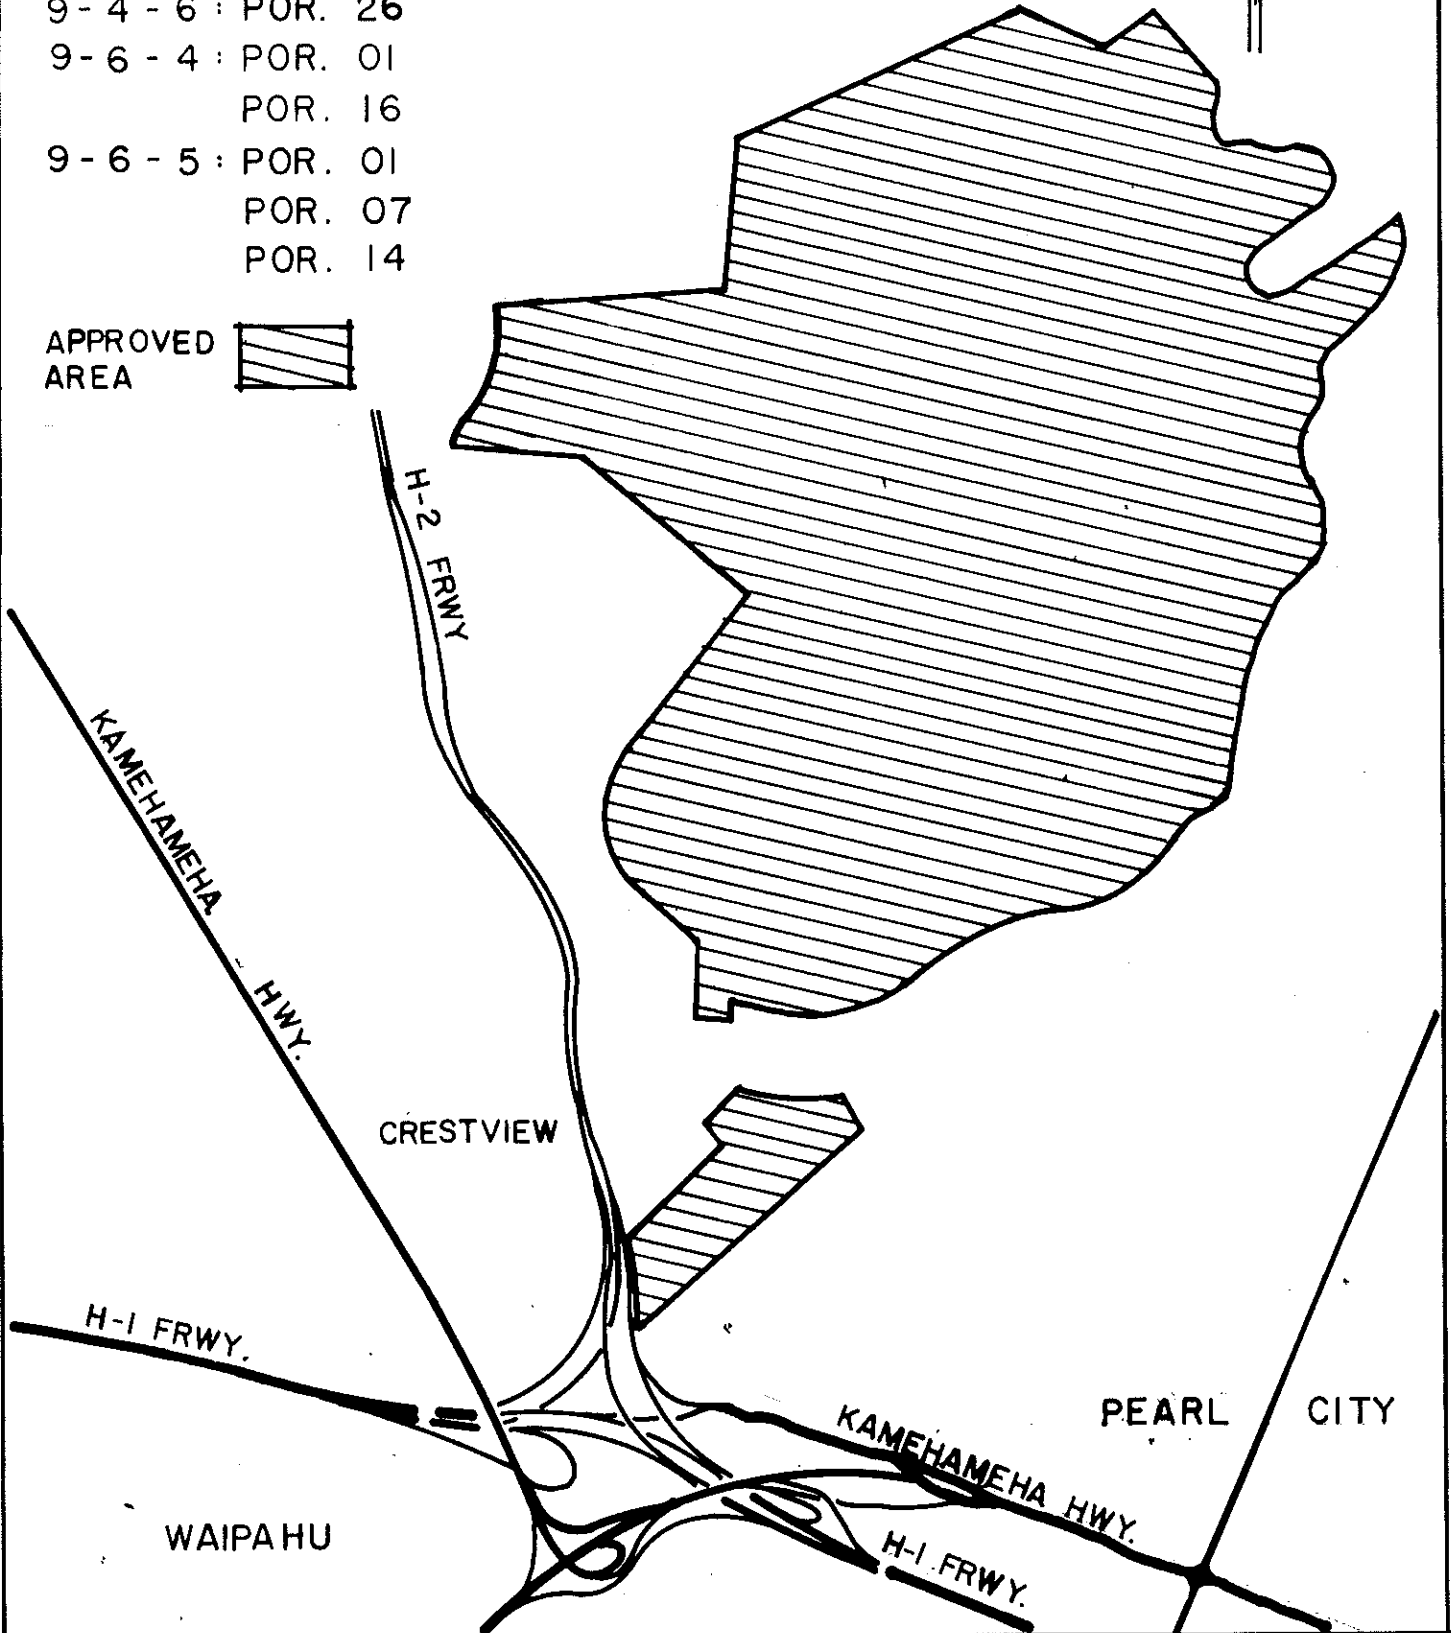 9-4-6: POR. 26
9-6-4: POR. 01
POR. 16
9-6-5: POR. 01
POR. 07
POR. 14
APPROVED
AREA
H-2 FRWY
KAMEHAMEHA HWY.
CRESTVIEW
H-1 FRWY.
PEARL CITY
KAMEHAMEHA HWY.
WAIPAHU
H-1 FRWY.